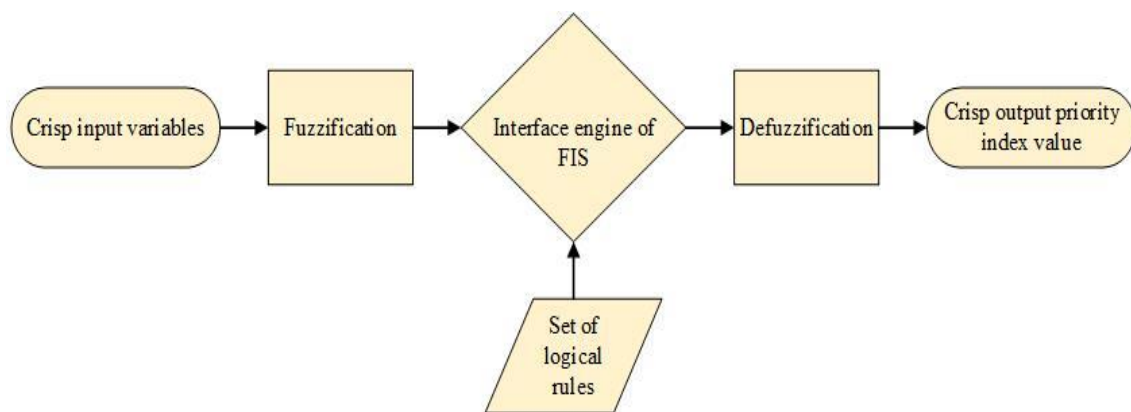 Crisp input variables
Fuzzification
Interface engine of
FIS
Defuzzification
Crisp output priority
index value
Set of
logical
rules